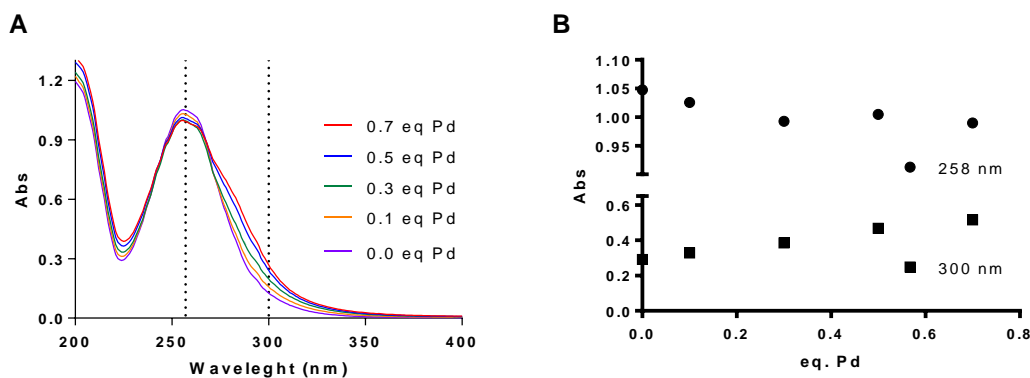 A
Abs
1.2
0.9
0.6
0.3
0.0
200
250
300
350
400
Waveleght (nm)
0.7 eq Pd
0.5 eq Pd
0.3 eq Pd
0.1 eq Pd
0.0 eq Pd
B
Abs
1.10
1.05
1.00
0.95
0.6
0.4
0.2
0.0
0.0
0.2
0.4
0.6
0.8
eq. Pd
258 nm
300 nm